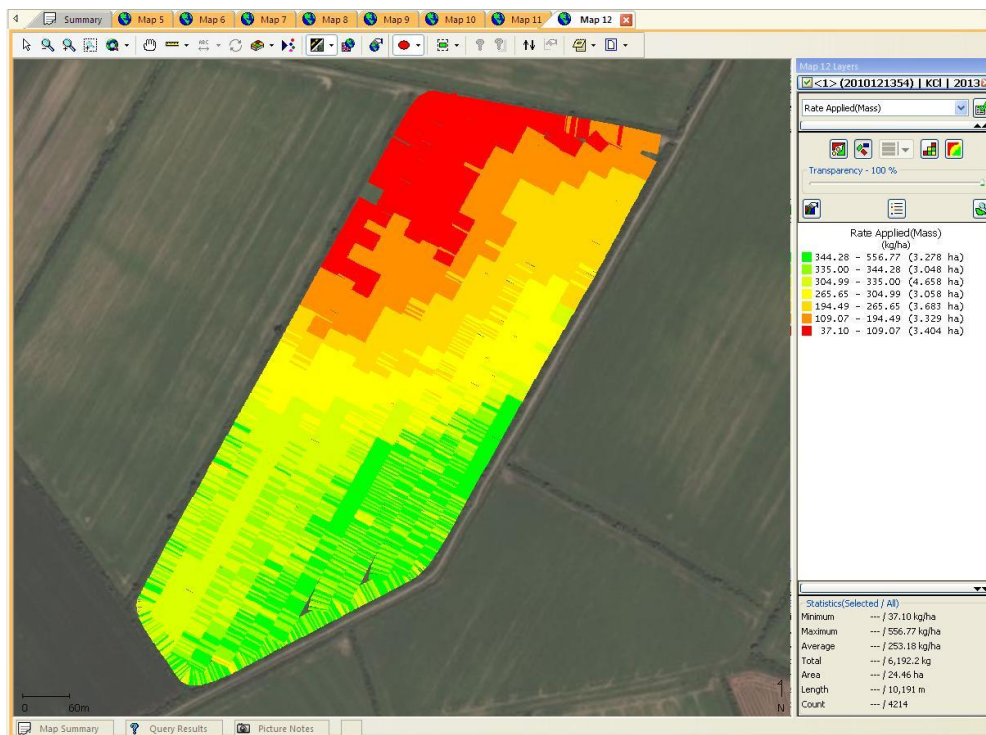 Summary Map 5 Map 6 Map 7 Map 8 Map 9 Map 10 Map 11 Map 12
ABC
Map 12 Layers
<1> (2010121354) | KCl | 2013
Rate Applied(Mass)
Transparency - 100 %
Rate Applied(Mass)
(kg/ha)
344.28 - 556.77 (3.278 ha)
335.00 - 344.28 (3.048 ha)
304.99 - 335.00 (4.658 ha)
265.65 - 304.99 (3.058 ha)
194.49 - 265.65 (3.683 ha)
109.07 - 194.49 (3.329 ha)
37.10 - 109.07 (3.404 ha)
Statistics(Selected / All)
Minimum --- / 37.10 kg/ha
Maximum --- / 556.77 kg/ha
Average --- / 253.18 kg/ha
Total --- / 6,192.2 kg
Area --- / 24.46 ha
Length --- / 10,191 m
Count --- / 4214
0 60m
N
Map Summary Query Results Picture Notes